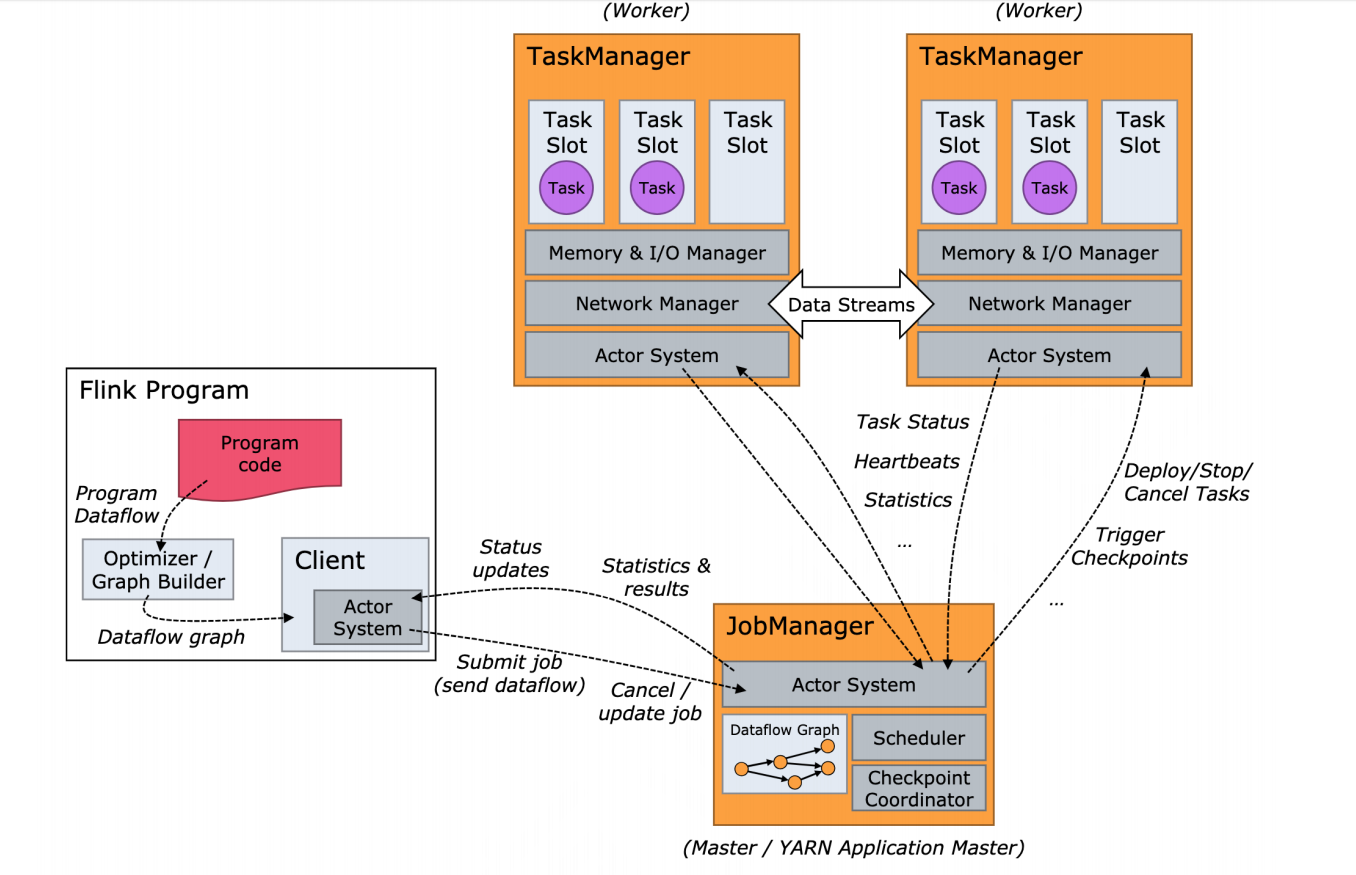 (Worker)
(Worker)
TaskManager
TaskManager
Task
Slot
Task
Task
Slot
Task
Task
Slot
Task
Slot
Task
Task
Slot
Task
Task
Slot
Memory & I/O Manager
Memory & I/O Manager
Network Manager
Data Streams
Network Manager
Actor System
Actor System
Flink Program
Program
code
Program
Dataflow
Optimizer /
Graph Builder
Dataflow graph
Client
Actor
System
Status
updates
Statistics &
results
Submit job
(send dataflow)
Cancel /
update job
Task Status
Heartbeats
Statistics
...
Deploy/Stop/
Cancel Tasks
Trigger
Checkpoints
...
JobManager
Actor System
Dataflow Graph
Scheduler
Checkpoint
Coordinator
(Master / YARN Application Master)